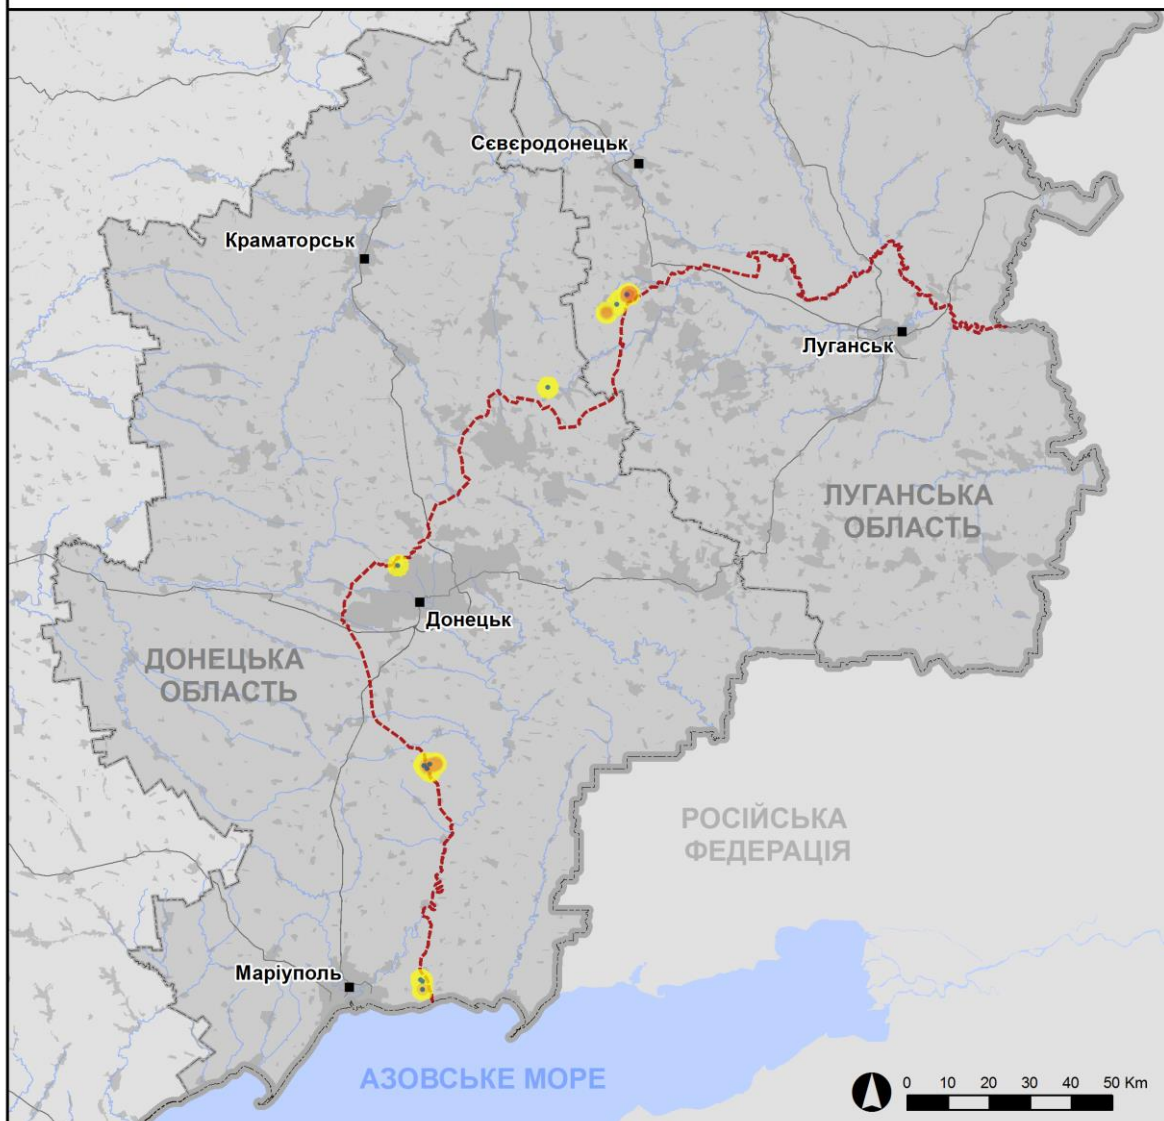 Сєвєродонецьк
Краматорськ
Луганськ
ЛУГАНСЬКА
ОБЛАСТЬ
Донецьк
ДОНЕЦЬКА
ОБЛАСТЬ
РОСІЙСЬКА
ФЕДЕРАЦІЯ
Маріуполь
АЗОВСЬКЕ МОРЕ
0 10 20 30 40 50 Km